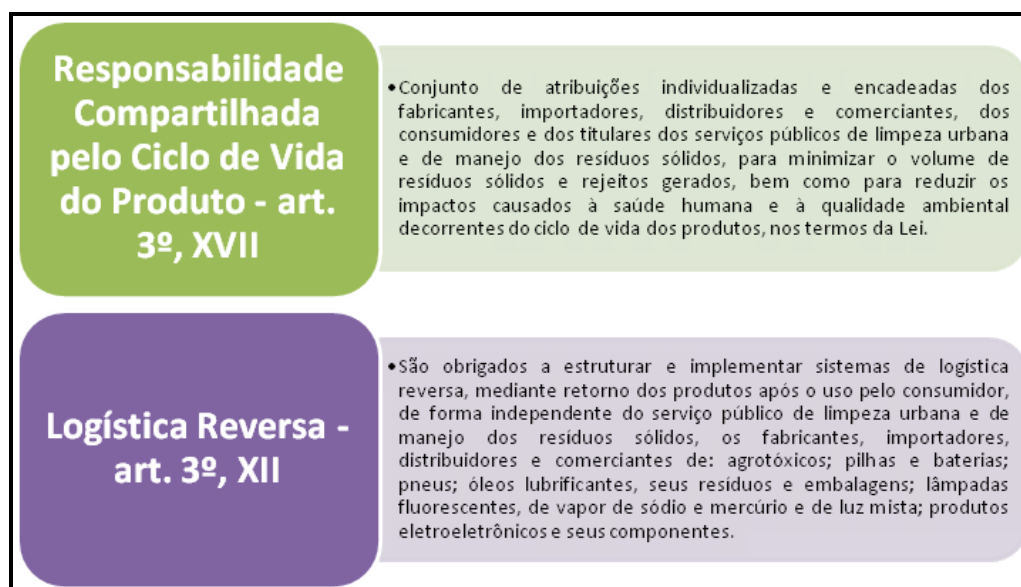 Responsabilidade
Compartilhada
pelo Ciclo de Vida
do Produto - art.
3º, XVII
•Conjunto de atribuições individualizadas e encadeadas dos
fabricantes, importadores, distribuidores e comerciantes, dos
consumidores e dos titulares dos serviços públicos de limpeza urbana
e de manejo dos resíduos sólidos, para minimizar o volume de
resíduos sólidos e rejeitos gerados, bem como para reduzir os
impactos causados à saúde humana e à qualidade ambiental
decorrentes do ciclo de vida dos produtos, nos termos da Lei.
Logística Reversa -
art. 3º, XII
•São obrigados a estruturar e implementar sistemas de logística
reversa, mediante retorno dos produtos após o uso pelo consumidor,
de forma independente do serviço público de limpeza urbana e de
manejo dos resíduos sólidos, os fabricantes, importadores,
distribuidores e comerciantes de: agrotóxicos; pilhas e baterias;
pneus; óleos lubrificantes, seus resíduos e embalagens; lâmpadas
fluorescentes, de vapor de sódio e mercúrio e de luz mista; produtos
eletroeletrônicos e seus componentes.